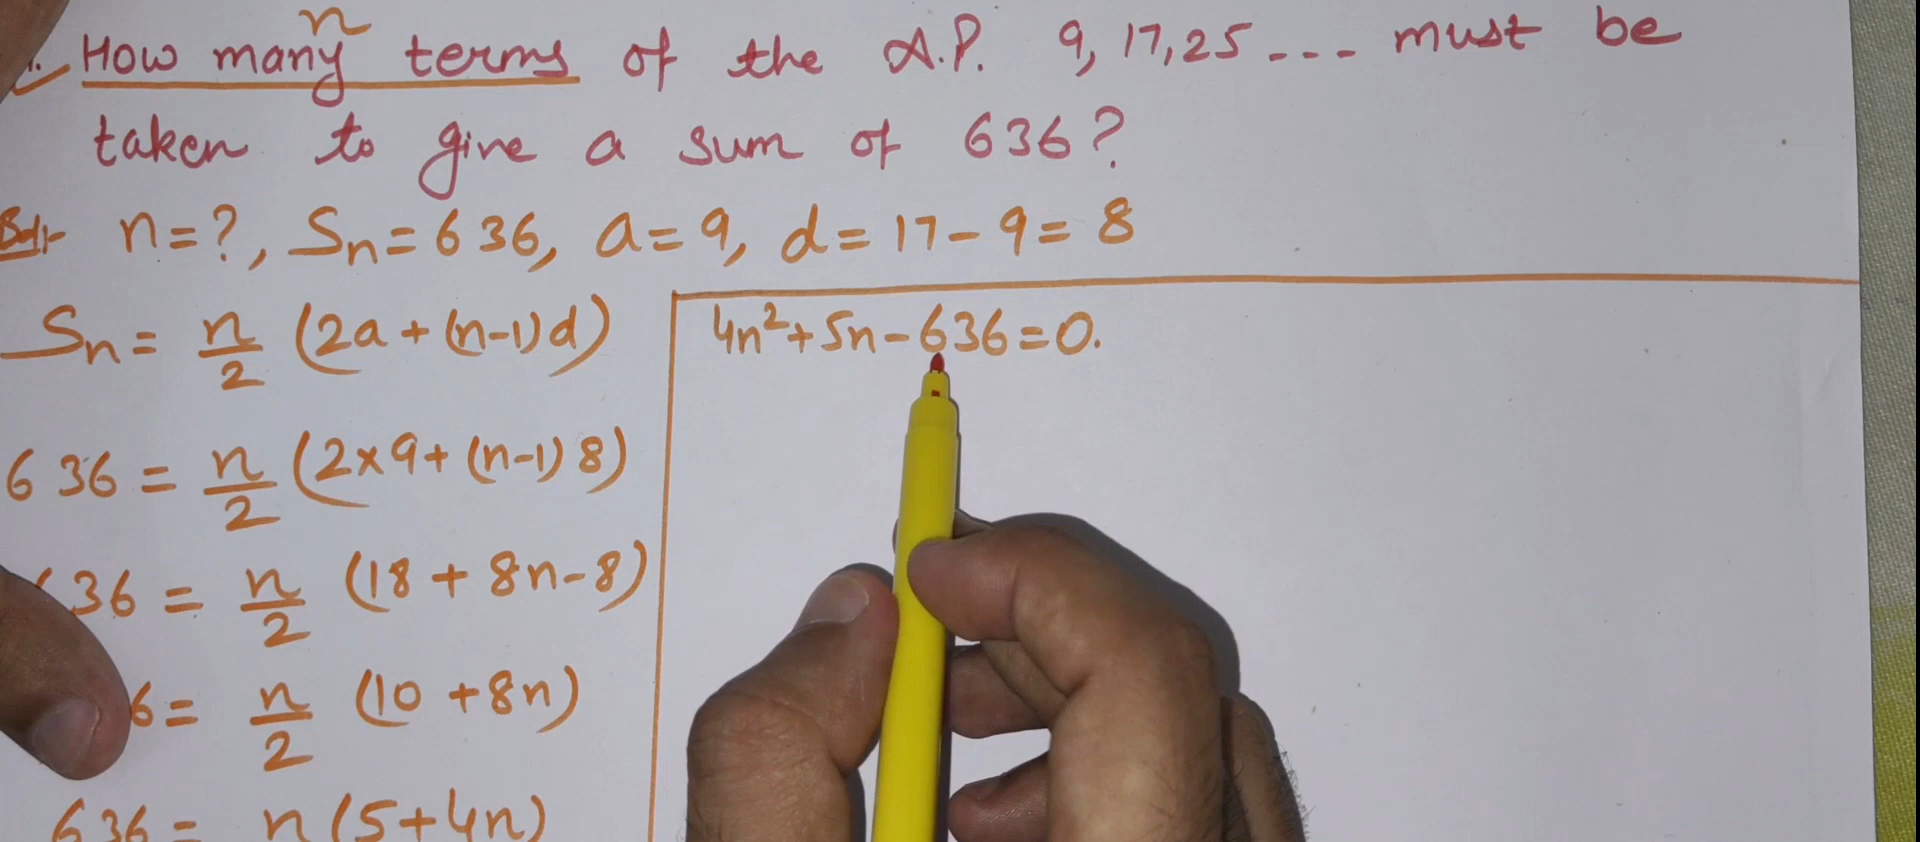 n
How many terms of the A.P. 9, 17, 25 --- must be
taken to give a sum of 636?
Sol:- n=?, Sn=636, a=9, d=17-9=8
Sn= n/2 (2a+(n-1)d)
636 = n/2 (2×9+(n-1)8)
36 = n/2 (18+8n-8)
6= n/2 (10+8n)
636= n(5+4n)
4n²+5n-636=0.